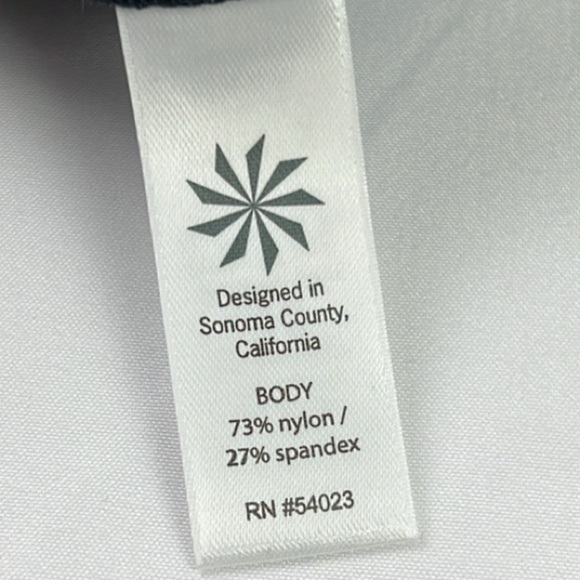 Designed in
Sonoma County,
California
BODY
73% nylon /
27% spandex
RN #54023